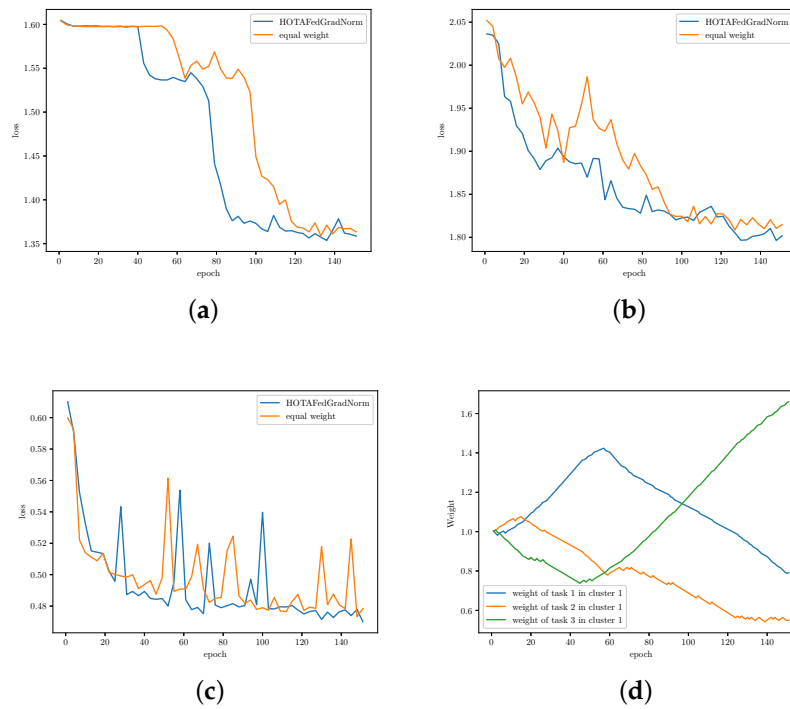 1.60
1.55
1.50
1.45
1.40
1.35
loss
HOTAFedGradNorm
equal weight
0 20 40 60 80 100 120 140
epoch
(a)
2.05
2.00
1.95
1.90
1.85
1.80
loss
HOTAFedGradNorm
equal weight
0 20 40 60 80 100 120 140
epoch
(b)
0.60
0.58
0.56
0.54
0.52
0.50
0.48
loss
HOTAFedGradNorm
equal weight
0 20 40 60 80 100 120 140
epoch
(c)
1.6
1.4
1.2
1.0
0.8
0.6
Weight
weight of task 1 in cluster 1
weight of task 2 in cluster 1
weight of task 3 in cluster 1
0 20 40 60 80 100 120 140
epoch
(d)